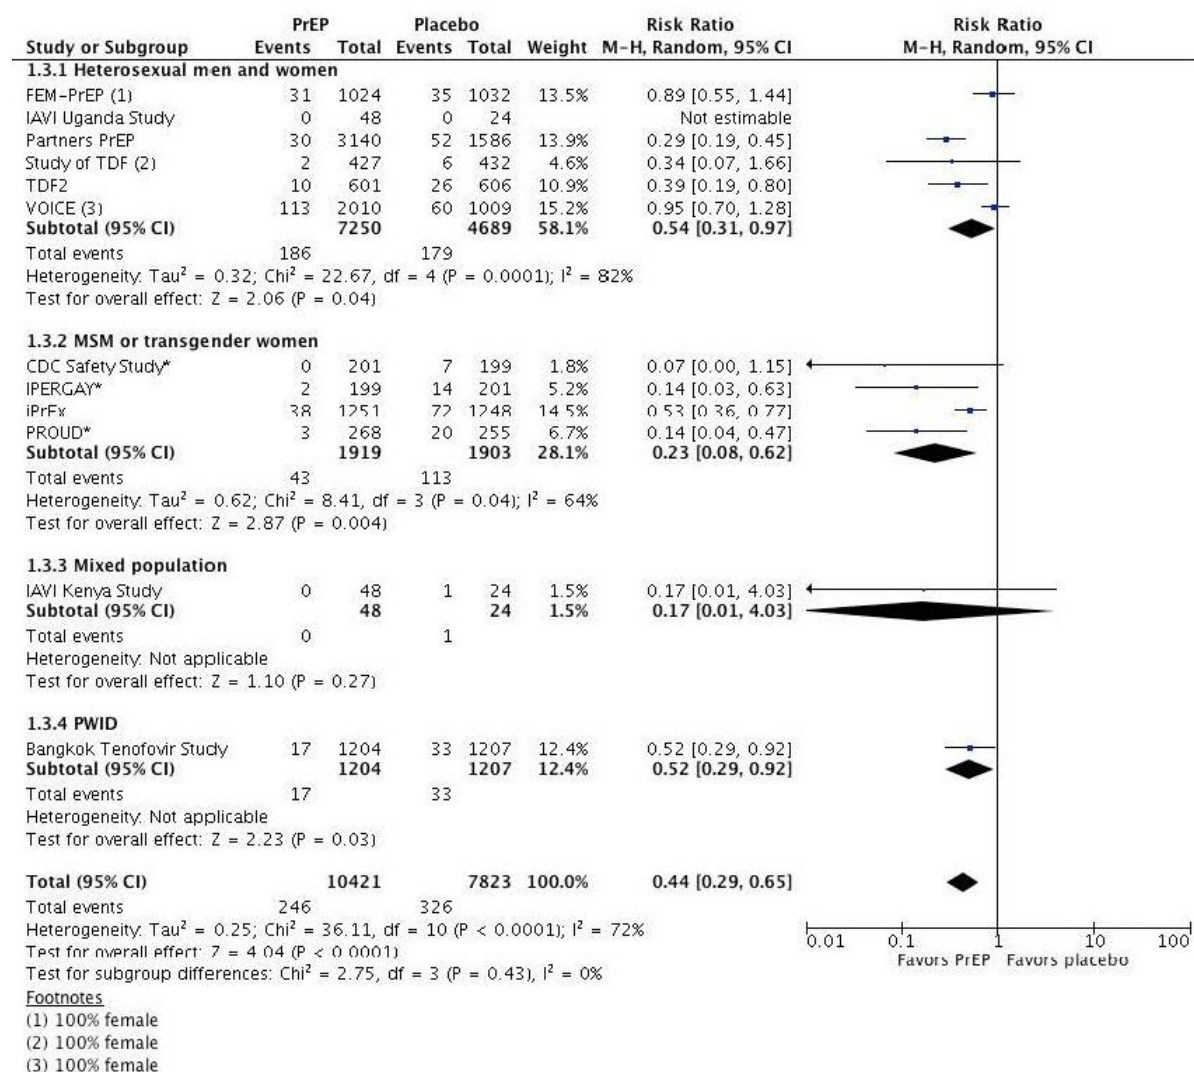 PrEP Placebo Risk Ratio Risk Ratio
Study or Subgroup Events Total Events Total Weight M-H, Random, 95% CI M-H, Random, 95% CI
1.3.1 Heterosexual men and women
FEM-PrEP (1) 31 1024 35 1032 13.5% 0.89 [0.55, 1.44]
IAVI Uganda Study 0 48 0 24 Not estimable
Partners PrEP 30 3140 52 1586 13.9% 0.29 [0.19, 0.45]
Study of TDF (2) 2 427 6 432 4.6% 0.34 [0.07, 1.66]
TDF2 10 601 26 606 10.9% 0.39 [0.19, 0.80]
VOICE (3) 113 2010 60 1009 15.2% 0.95 [0.70, 1.28]
Subtotal (95% CI) 7250 4689 58.1% 0.54 [0.31, 0.97]
Total events 186 179
Heterogeneity: Tau² = 0.32; Chi² = 22.67, df = 4 (P = 0.0001); I² = 82%
Test for overall effect: Z = 2.06 (P = 0.04)
1.3.2 MSM or transgender women
CDC Safety Study* 0 201 7 199 1.8% 0.07 [0.00, 1.15]
IPERGAY* 2 199 14 201 5.2% 0.14 [0.03, 0.63]
iPrEx 38 1251 72 1248 14.5% 0.53 [0.36, 0.77]
PROUD* 3 268 20 255 6.7% 0.14 [0.04, 0.47]
Subtotal (95% CI) 1919 1903 28.1% 0.23 [0.08, 0.62]
Total events 43 113
Heterogeneity: Tau² = 0.62; Chi² = 8.41, df = 3 (P = 0.04); I² = 64%
Test for overall effect: Z = 2.87 (P = 0.004)
1.3.3 Mixed population
IAVI Kenya Study 0 48 1 24 1.5% 0.17 [0.01, 4.03]
Subtotal (95% CI) 48 24 1.5% 0.17 [0.01, 4.03]
Total events 0 1
Heterogeneity: Not applicable
Test for overall effect: Z = 1.10 (P = 0.27)
1.3.4 PWID
Bangkok Tenofovir Study 17 1204 33 1207 12.4% 0.52 [0.29, 0.92]
Subtotal (95% CI) 1204 1207 12.4% 0.52 [0.29, 0.92]
Total events 17 33
Heterogeneity: Not applicable
Test for overall effect: Z = 2.23 (P = 0.03)
Total (95% CI) 10421 7823 100.0% 0.44 [0.29, 0.65]
Total events 246 326
Heterogeneity: Tau² = 0.25; Chi² = 36.11, df = 10 (P < 0.0001); I² = 72%
Test for overall effect: Z = 4.04 (P < 0.0001)
Test for subgroup differences: Chi² = 2.75, df = 3 (P = 0.43), I² = 0%
0.01 0.1 1 10 100
Favors PrEP Favors placebo
Footnotes
(1) 100% female
(2) 100% female
(3) 100% female